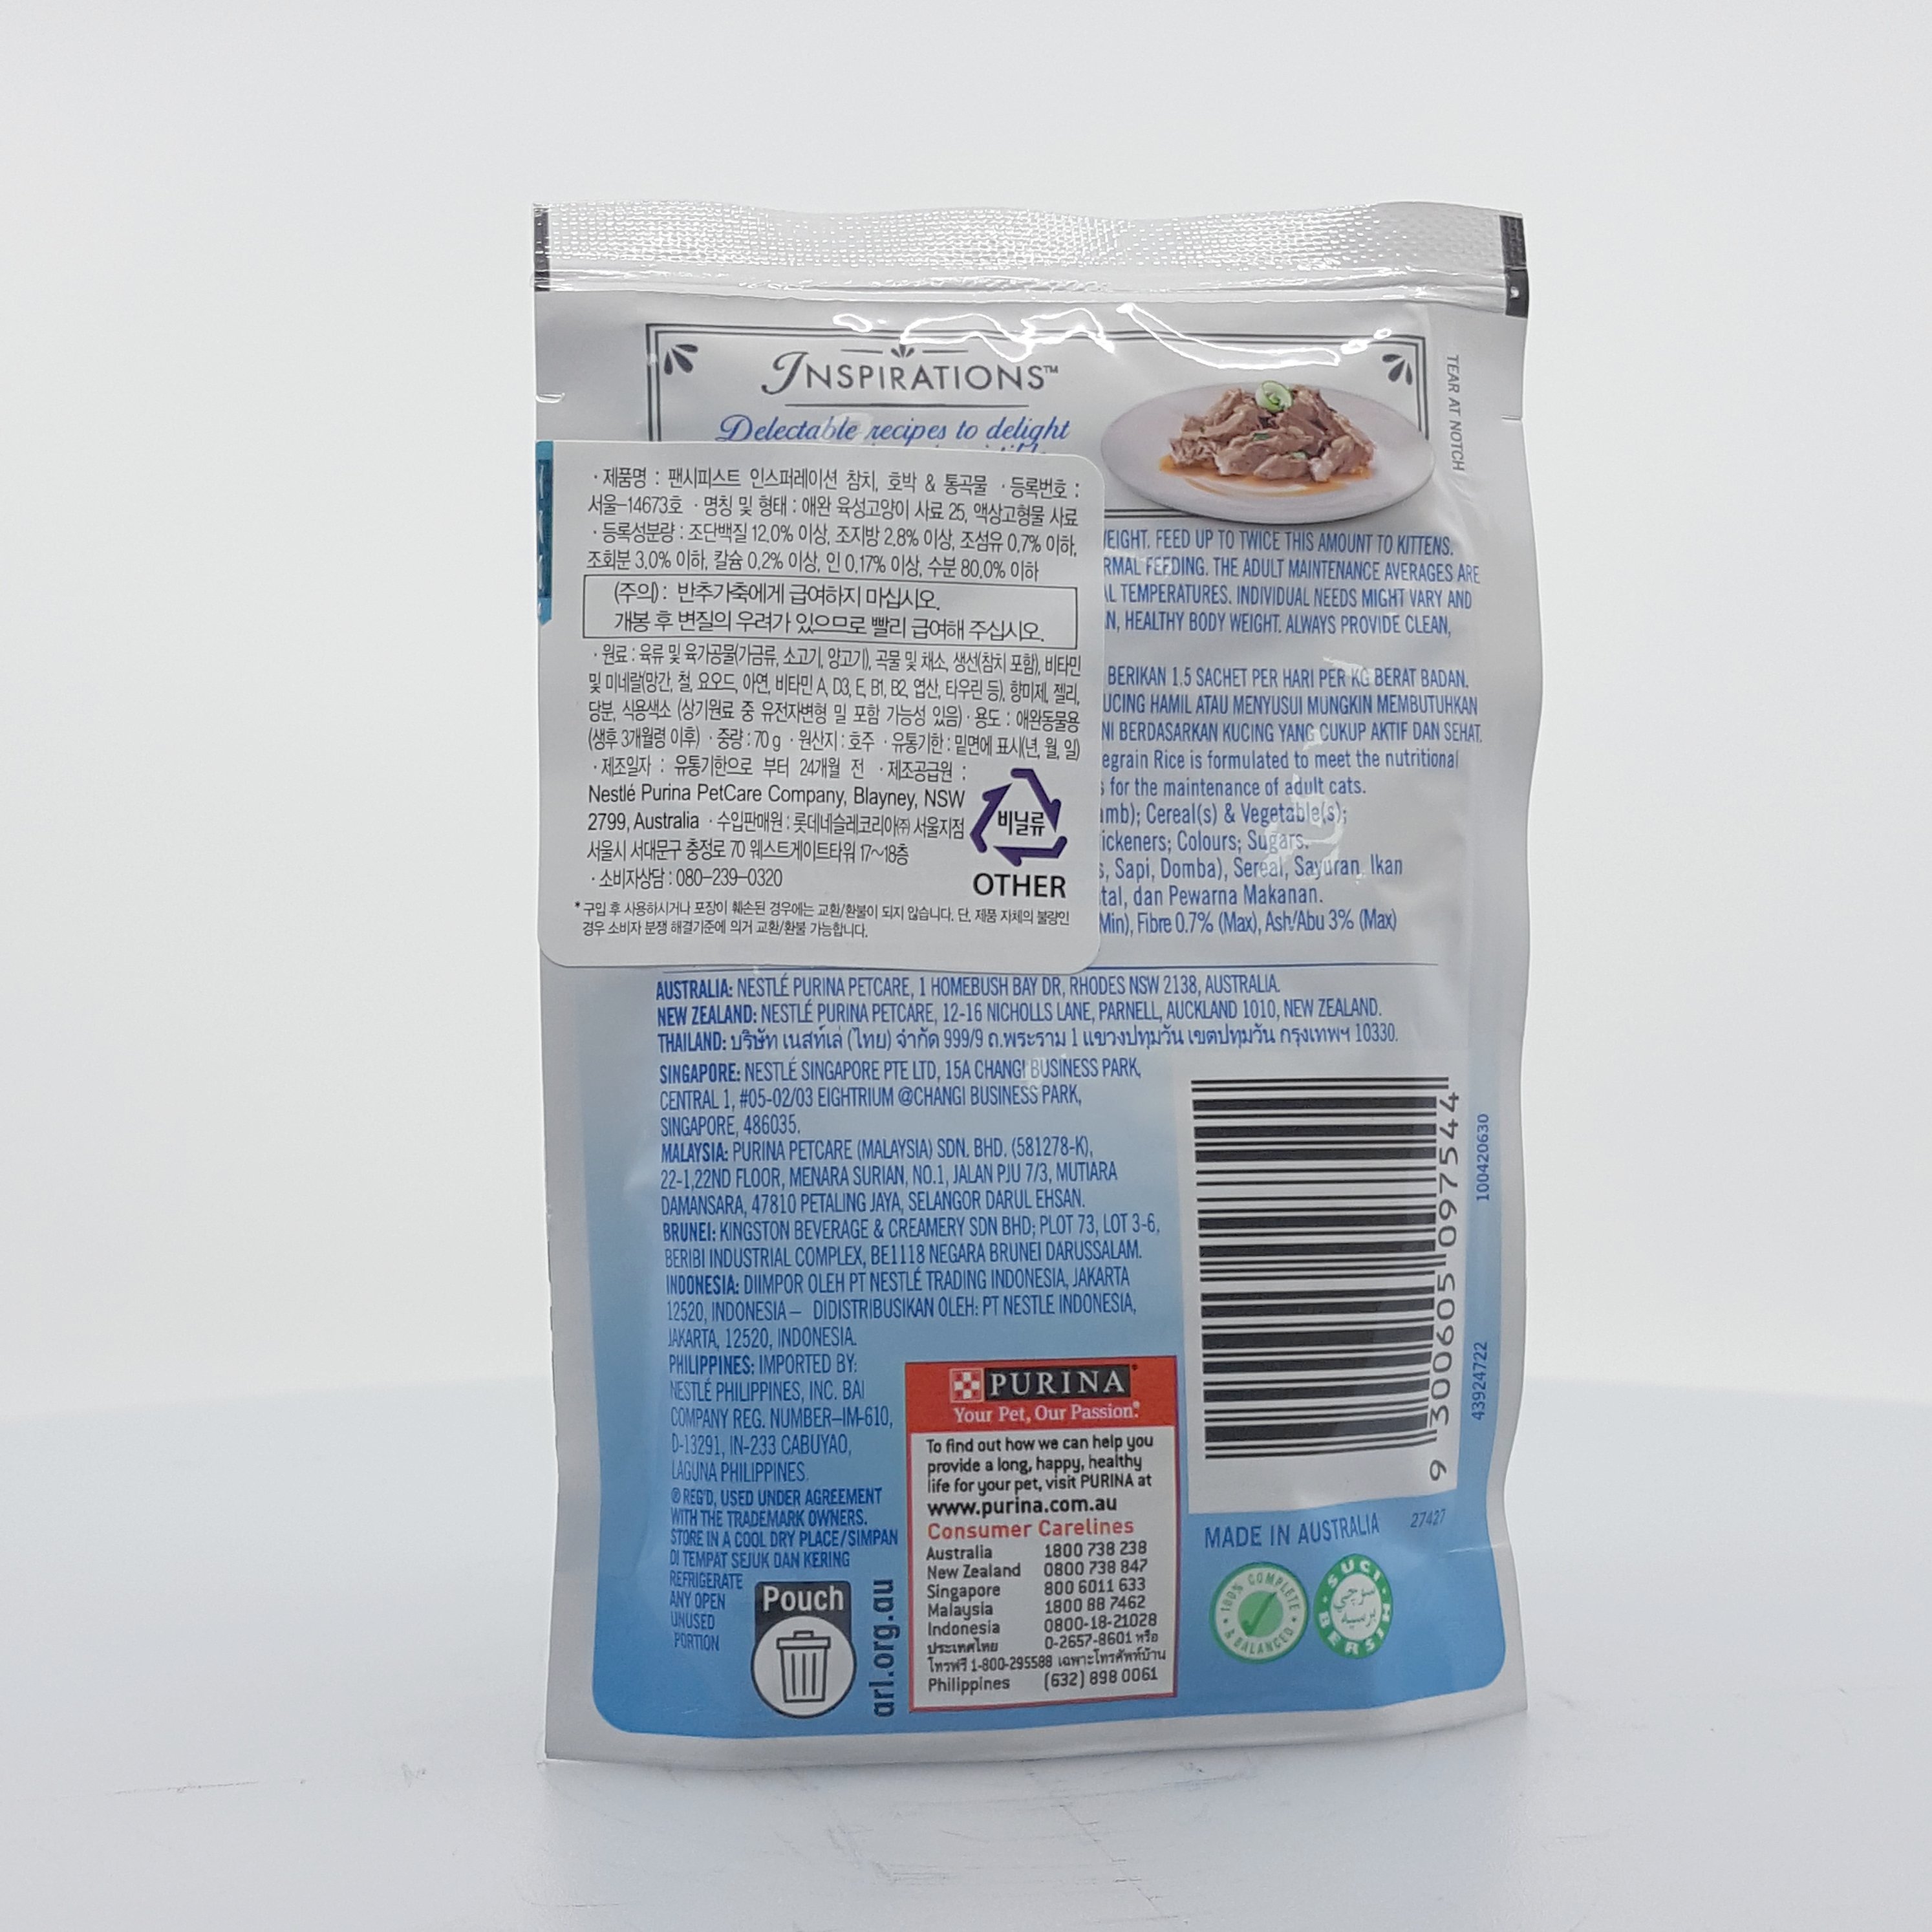 INSPIRATIONS™
Delectable recipes to delight
TEAR AT NOTCH
· 제품명 : 팬시피스트 인스퍼레이션 참치, 호박 & 통곡물 · 등록번호 :
서울-14673호 · 명칭 및 형태 : 애완 육성고양이 사료 25, 액상고형물 사료
· 등록성분량 : 조단백질 12.0% 이상, 조지방 2.8% 이상, 조섬유 0.7% 이하,
조회분 3.0% 이하, 칼슘 0.2% 이상, 인 0.17% 이상, 수분 80.0% 이하
(주의) : 반추가축에게 급여하지 마십시오.
개봉 후 변질의 우려가 있으므로 빨리 급여해 주십시오.
· 원료 : 육류 및 육가공물(가금류, 소고기, 양고기), 곡물 및 채소, 생선(참치 포함), 비타민
및 미네랄(망간, 철, 요오드, 아연, 비타민 A, D3, E, B1, B2, 엽산, 타우린 등), 향미제, 젤리,
당분, 식용색소 (상기원료 중 유전자변형 밀 포함 가능성 있음) · 용도 : 애완동물용
(생후 3개월령 이후) · 중량 : 70 g · 원산지 : 호주 · 유통기한 : 밑면에 표시(년, 월, 일)
· 제조일자 : 유통기한으로 부터 24개월 전 · 제조공급원 :
Nestlé Purina PetCare Company, Blayney, NSW
2799, Australia · 수입판매원 : 롯데네슬레코리아㈜ 서울지점
서울시 서대문구 충정로 70 웨스트게이트타워 17~18층
· 소비자상담 : 080-239-0320
비닐류
OTHER
* 구입 후 사용하시거나 포장이 훼손된 경우에는 교환/환불이 되지 않습니다. 단, 제품 자체의 불량인
경우 소비자 분쟁 해결기준에 의거 교환/환불 가능합니다.
EIGHT. FEED UP TO TWICE THIS AMOUNT TO KITTENS.
RMAL FEEDING. THE ADULT MAINTENANCE AVERAGES ARE
AL TEMPERATURES. INDIVIDUAL NEEDS MIGHT VARY AND
N, HEALTHY BODY WEIGHT. ALWAYS PROVIDE CLEAN,
BERIKAN 1.5 SACHET PER HARI PER KG BERAT BADAN.
UCING HAMIL ATAU MENYUSUI MUNGKIN MEMBUTUHKAN
NI BERDASARKAN KUCING YANG CUKUP AKTIF DAN SEHAT.
egrain Rice is formulated to meet the nutritional
s for the maintenance of adult cats.
amb); Cereal(s) & Vegetable(s);
ickeners; Colours; Sugars.
s, Sapi, Domba), Sereal, Sayuran, Ikan
tal, dan Pewarna Makanan.
Min), Fibre 0.7% (Max), Ash/Abu 3% (Max)
AUSTRALIA: NESTLÉ PURINA PETCARE, 1 HOMEBUSH BAY DR, RHODES NSW 2138, AUSTRALIA.
NEW ZEALAND: NESTLÉ PURINA PETCARE, 12-16 NICHOLLS LANE, PARNELL, AUCKLAND 1010, NEW ZEALAND.
THAILAND: บริษัท เนสท์เล่ (ไทย) จำกัด 999/9 ถ.พระราม 1 แขวงปทุมวัน เขตปทุมวัน กรุงเทพฯ 10330.
SINGAPORE: NESTLÉ SINGAPORE PTE LTD, 15A CHANGI BUSINESS PARK,
CENTRAL 1, #05-02/03 EIGHTRIUM @CHANGI BUSINESS PARK,
SINGAPORE, 486035.
MALAYSIA: PURINA PETCARE (MALAYSIA) SDN. BHD. (581278-K),
22-1,22ND FLOOR, MENARA SURIAN, NO.1, JALAN PJU 7/3, MUTIARA
DAMANSARA, 47810 PETALING JAYA, SELANGOR DARUL EHSAN.
BRUNEI: KINGSTON BEVERAGE & CREAMERY SDN BHD; PLOT 73, LOT 3-6,
BERIBI INDUSTRIAL COMPLEX, BE1118 NEGARA BRUNEI DARUSSALAM.
INDONESIA: DIIMPOR OLEH PT NESTLÉ TRADING INDONESIA, JAKARTA
12520, INDONESIA – DIDISTRIBUSIKAN OLEH: PT NESTLE INDONESIA,
JAKARTA, 12520, INDONESIA.
PHILIPPINES: IMPORTED BY:
NESTLÉ PHILIPPINES, INC. BAI
COMPANY REG. NUMBER–IM-610,
D-13291, IN-233 CABUYAO,
LAGUNA PHILIPPINES.
® REG'D, USED UNDER AGREEMENT
WITH THE TRADEMARK OWNERS.
STORE IN A COOL DRY PLACE/SIMPAN
DI TEMPAT SEJUK DAN KERING
REFRIGERATE
ANY OPEN
UNUSED
PORTION
Pouch
arl.org.au
PURINA
Your Pet, Our Passion.®
To find out how we can help you
provide a long, happy, healthy
life for your pet, visit PURINA at
www.purina.com.au
Consumer Carelines
Australia 1800 738 238
New Zealand 0800 738 847
Singapore 800 6011 633
Malaysia 1800 88 7462
Indonesia 0800-18-21028
ประเทศไทย 0-2657-8601 หรือ
โทรฟรี 1-800-295588 เฉพาะโทรศัพท์บ้าน
Philippines (632) 898 0061
9 300605 097544
100420630
43924722
MADE IN AUSTRALIA 27427
100% COMPLETE & BALANCED
SUCI BERSIH